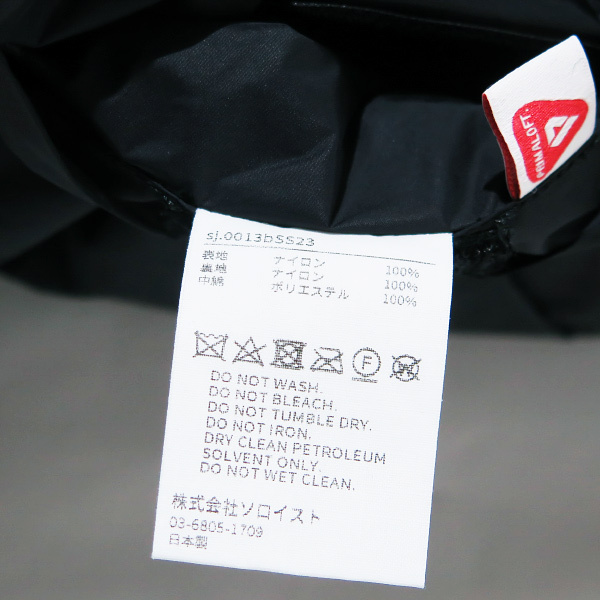 PRIMALOFT
sj.0013bSS23
表地 ナイロン 100%
裏地 ナイロン 100%
中綿 ポリエステル 100%
F
DO NOT WASH.
DO NOT BLEACH.
DO NOT TUMBLE DRY.
DO NOT IRON.
DRY CLEAN PETROLEUM
SOLVENT ONLY.
DO NOT WET CLEAN.
株式会社ソロイスト
03-6805-1709
日本製